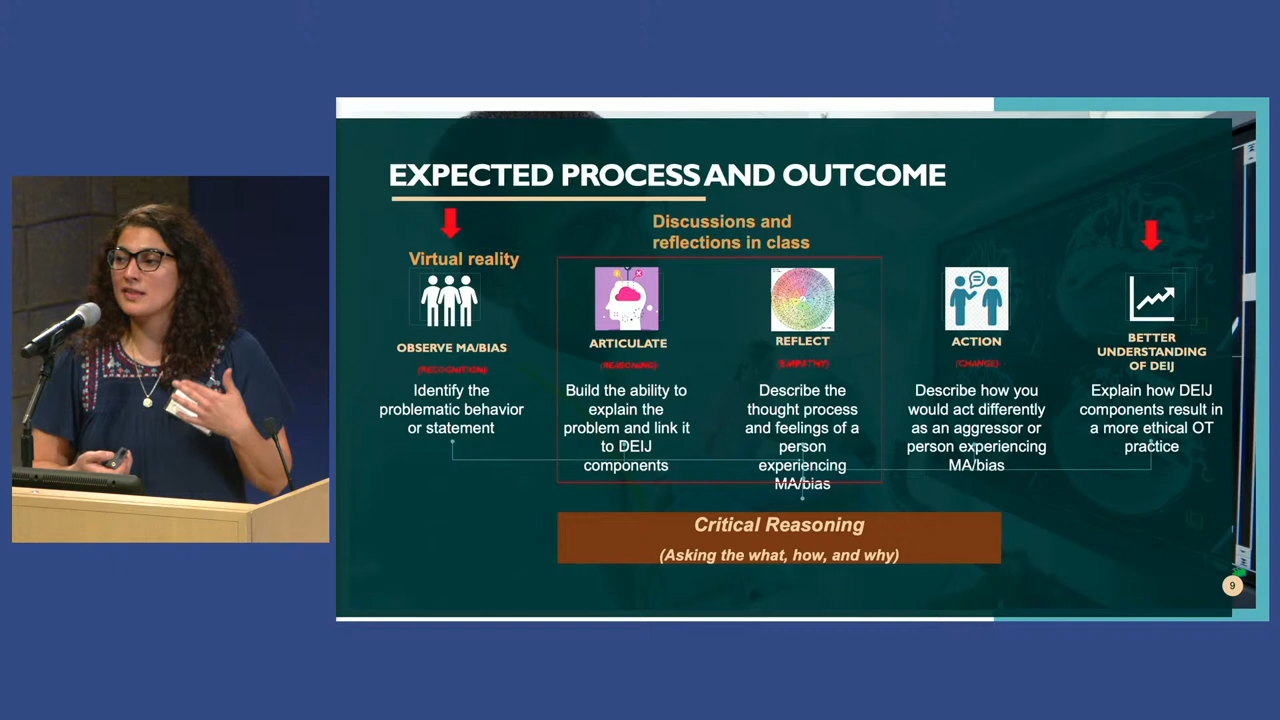 EXPECTED PROCESS AND OUTCOME
Discussions and
reflections in class
Virtual reality
OBSERVE MA/BIAS
(RECOGNITION)
Identify the
problematic behavior
or statement
ARTICULATE
(REASONING)
Build the ability to
explain the
problem and link it
to DEIJ
components
REFLECT
(EMPATHY)
Describe the
thought process
and feelings of a
person
experiencing
MA/bias
ACTION
(CHANGE)
Describe how you
would act differently
as an aggressor or
person experiencing
MA/bias
BETTER
UNDERSTANDING
OF DEIJ
Explain how DEIJ
components result in
a more ethical OT
practice
Critical Reasoning
(Asking the what, how, and why)
9